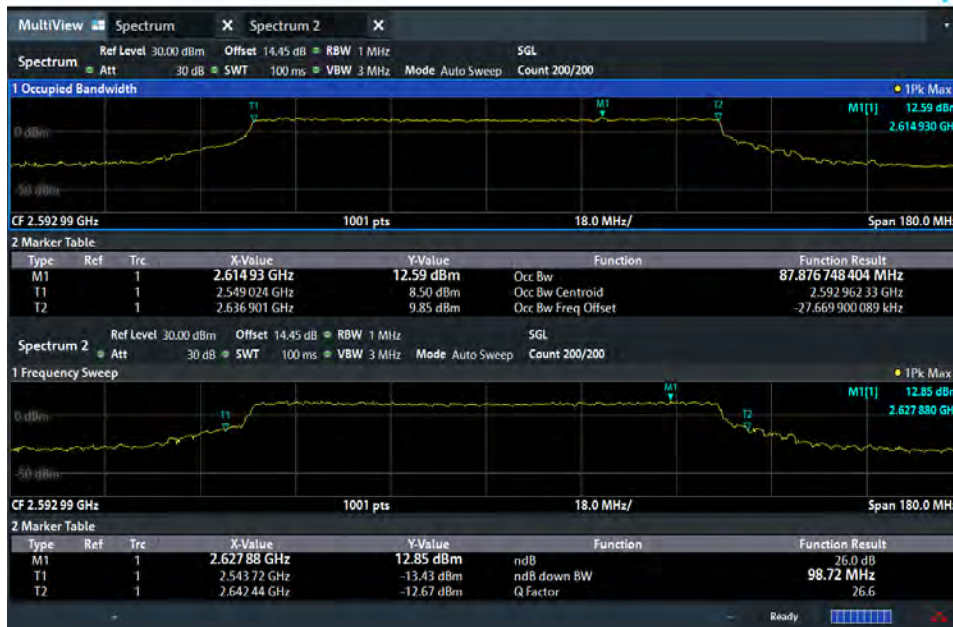 MultiView Spectrum X Spectrum 2 X
Spectrum Ref Level 30.00 dBm Offset 14.45 dB RBW 1 MHz SGL
Att 30 dB SWT 100 ms VBW 3 MHz Mode Auto Sweep Count 200/200
1 Occupied Bandwidth 1Pk Max
T1 M1 T2 M1[1] 12.59 dBm
0 dBm 2.614 930 GH
-50 dBm
CF 2.592 99 GHz 1001 pts 18.0 MHz/ Span 180.0 MH
2 Marker Table
Type Ref Trc X-Value Y-Value Function Function Result
M1 1 2.614 93 GHz 12.59 dBm Occ Bw 87.876 748 404 MHz
T1 1 2.549 024 GHz 8.50 dBm Occ Bw Centroid 2.592 962 33 GHz
T2 1 2.636 901 GHz 9.85 dBm Occ Bw Freq Offset -27.669 900 089 kHz
Spectrum 2 Ref Level 30.00 dBm Offset 14.45 dB RBW 1 MHz SGL
Att 30 dB SWT 100 ms VBW 3 MHz Mode Auto Sweep Count 200/200
1 Frequency Sweep 1Pk Max
M1 M1[1] 12.85 dBm
0 dBm T1 T2 2.627 880 GH
-50 dBm
CF 2.592 99 GHz 1001 pts 18.0 MHz/ Span 180.0 MH
2 Marker Table
Type Ref Trc X-Value Y-Value Function Function Result
M1 1 2.627 88 GHz 12.85 dBm ndB 26.0 dB
T1 1 2.543 72 GHz -13.43 dBm ndB down BW 98.72 MHz
T2 1 2.642 44 GHz -12.67 dBm Q Factor 26.6
Ready